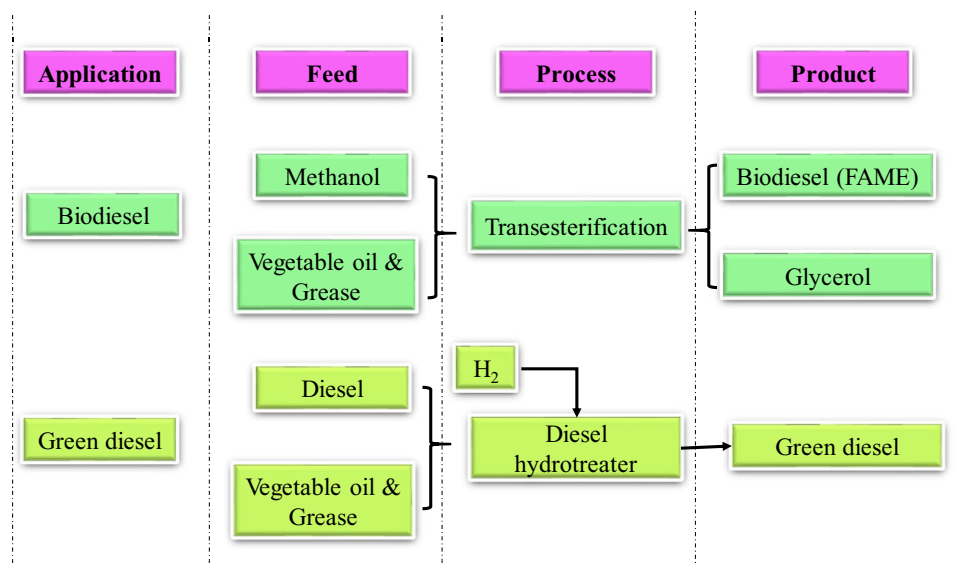 Application
Feed
Process
Product
Biodiesel
Methanol
Vegetable oil &
Grease
Transesterification
Biodiesel (FAME)
Glycerol
Green diesel
Diesel
Vegetable oil &
Grease
H₂
Diesel
hydrotreater
Green diesel